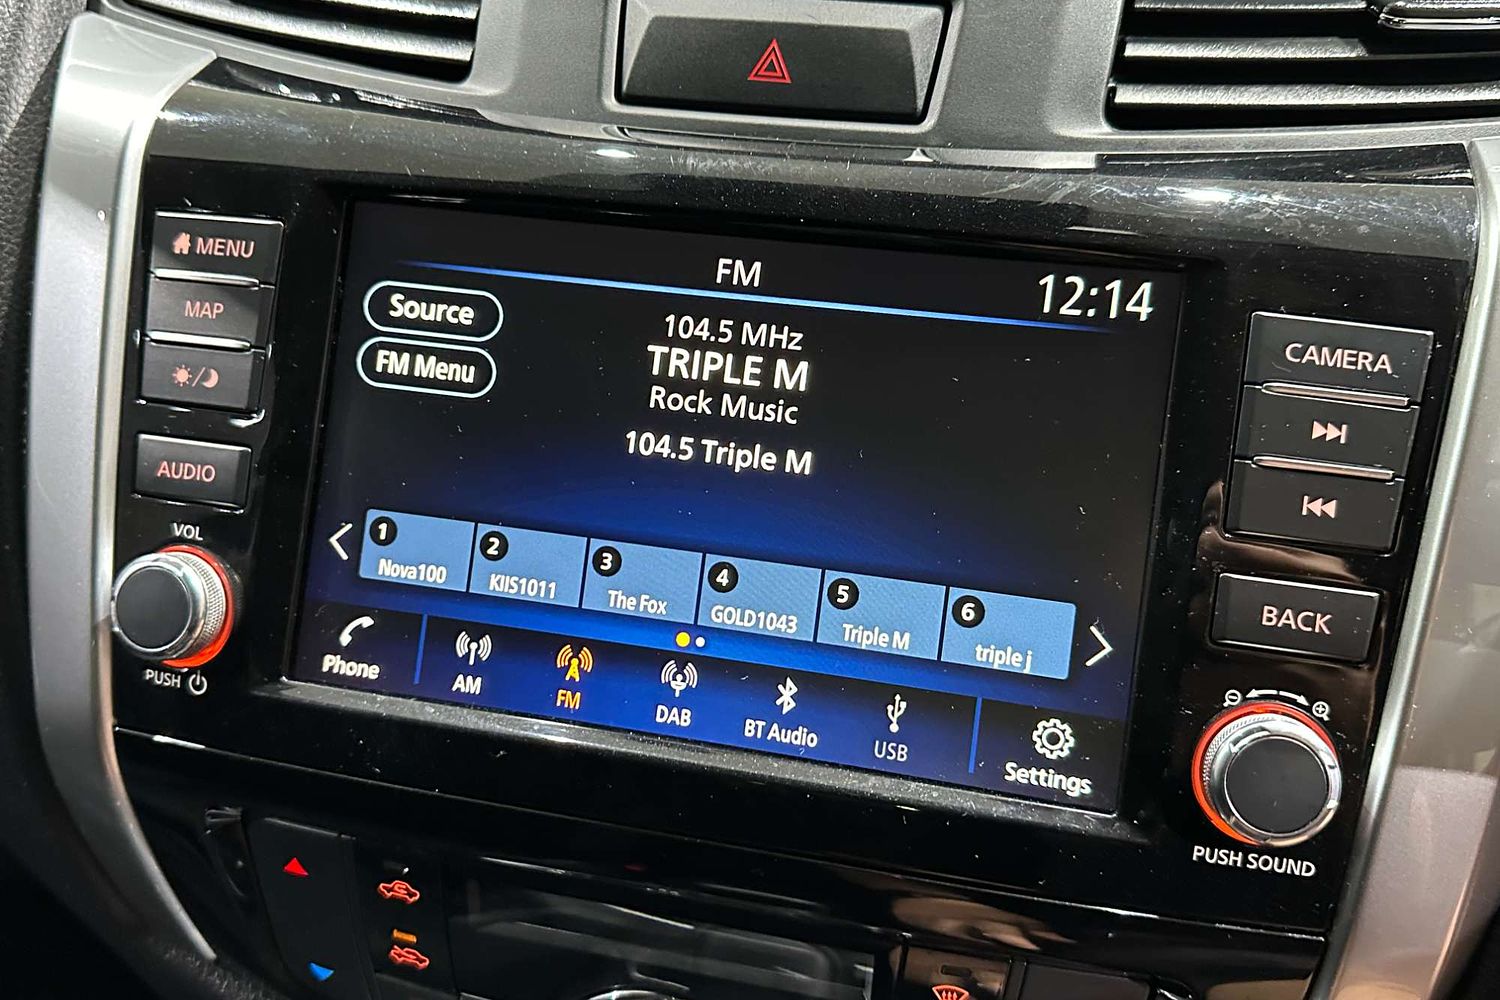 MENU
MAP
AUDIO
VOL
PUSH
FM
12:14
Source
FM Menu
104.5 MHz
TRIPLE M
Rock Music
104.5 Triple M
1
Nova100
2
KIIS1011
3
The Fox
4
GOLD1043
5
Triple M
6
triple j
Phone
AM
FM
DAB
BT Audio
USB
Settings
CAMERA
BACK
PUSH SOUND